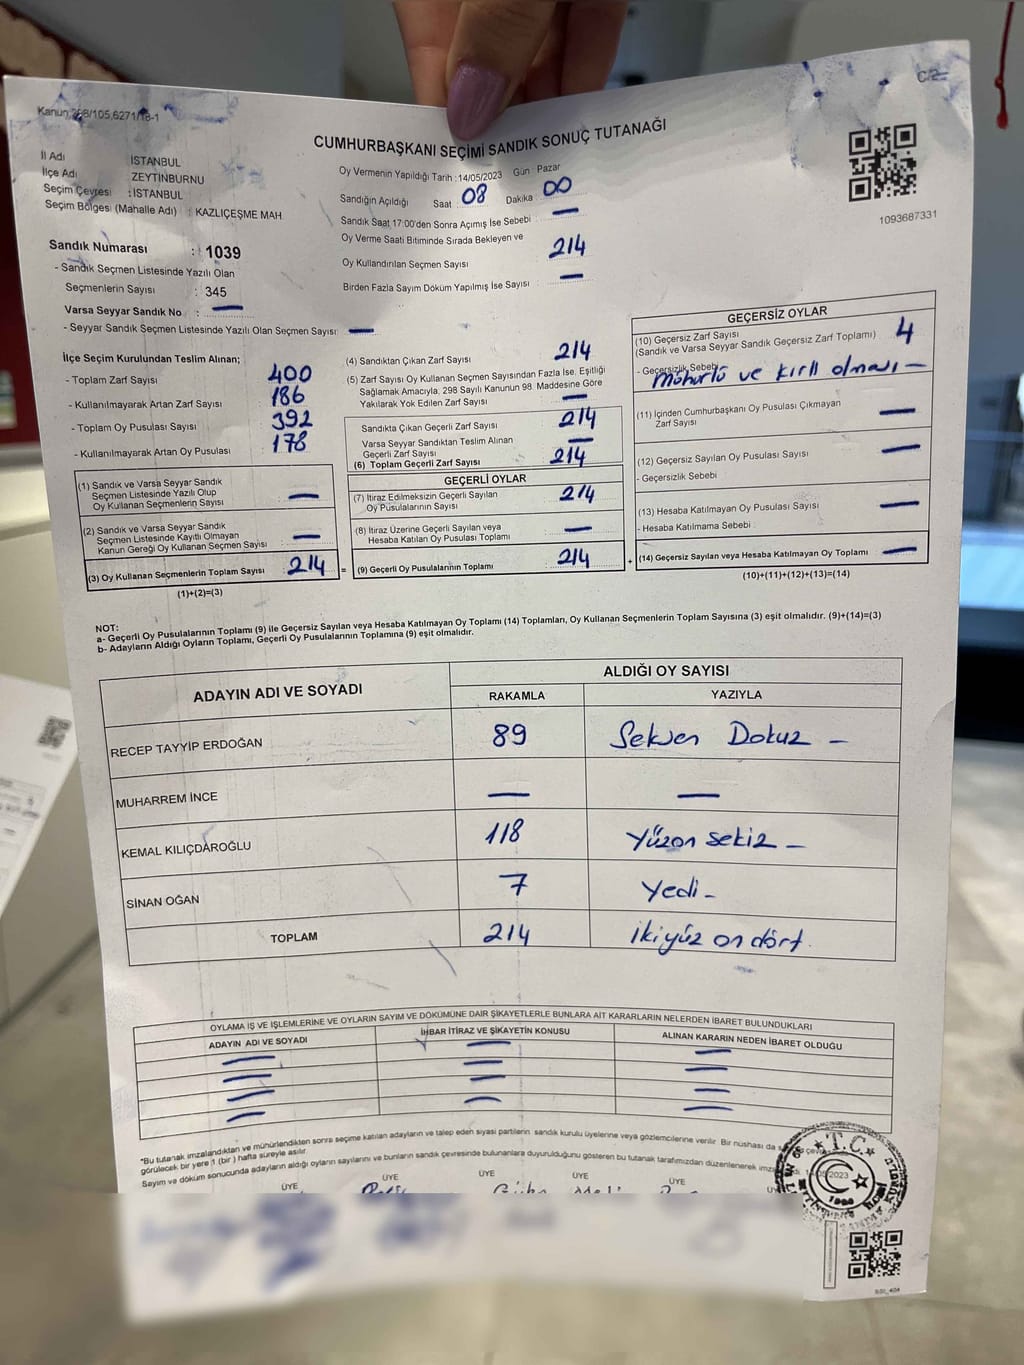 Kanun 298/105,6271/18-1
C/2
CUMHURBAŞKANI SEÇİMİ SANDIK SONUÇ TUTANAĞI
İl Adı İSTANBUL
İlçe Adı ZEYTİNBURNU
Seçim Çevresi : İSTANBUL
Seçim Bölgesi (Mahalle Adı) : KAZLIÇEŞME MAH
Oy Vermenin Yapıldığı Tarih : 14/05/2023 Gün Pazar
Sandığın Açıldığı Saat 08 Dakika 00
Sandık Saat 17:00'den Sonra Açımış İse Sebebi : —
Oy Verme Saati Bitiminde Sırada Bekleyen ve
Oy Kullandırılan Seçmen Sayısı 214
Birden Fazla Sayım Döküm Yapılmış İse Sayısı : —
1093687331
Sandık Numarası : 1039
- Sandık Seçmen Listesinde Yazılı Olan
Seçmenlerin Sayısı : 345
Varsa Seyyar Sandık No : —
- Seyyar Sandık Seçmen Listesinde Yazılı Olan Seçmen Sayısı: —
İlçe Seçim Kurulundan Teslim Alınan;
- Toplam Zarf Sayısı : 400
- Kullanılmayarak Artan Zarf Sayısı : 186
- Toplam Oy Pusulası Sayısı : 392
- Kullanılmayarak Artan Oy Pusulası : 178
(1) Sandık ve Varsa Seyyar Sandık
Seçmen Listesinde Yazılı Olup
Oy Kullanan Seçmenlerin Sayısı —
(2) Sandık ve Varsa Seyyar Sandık
Seçmen Listesinde Kayıtlı Olmayan
Kanun Gereği Oy Kullanan Seçmen Sayısı —
(3) Oy Kullanan Seçmenlerin Toplam Sayısı 214
(1)+(2)=(3)
(4) Sandıktan Çıkan Zarf Sayısı 214
(5) Zarf Sayısı Oy Kullanan Seçmen Sayısından Fazla İse, Eşitliği
Sağlamak Amacıyla, 298 Sayılı Kanunun 98. Maddesine Göre
Yakılarak Yok Edilen Zarf Sayısı —
Sandıkta Çıkan Geçerli Zarf Sayısı 214
Varsa Seyyar Sandıktan Teslim Alınan
Geçerli Zarf Sayısı —
(6) Toplam Geçerli Zarf Sayısı 214
GEÇERLİ OYLAR
(7) İtiraz Edilmeksizin Geçerli Sayılan
Oy Pusulalarının Sayısı 214
(8) İtiraz Üzerine Geçerli Sayılan veya
Hesaba Katılan Oy Pusulası Toplamı —
= (9) Geçerli Oy Pusulalarının Toplamı 214 +
GEÇERSİZ OYLAR
(10) Geçersiz Zarf Sayısı
(Sandık ve Varsa Seyyar Sandık Geçersiz Zarf Toplamı) 4
- Geçersizlik Sebebi
Mühürlü ve kirli olması —
(11) İçinden Cumhurbaşkanı Oy Pusulası Çıkmayan
Zarf Sayısı —
(12) Geçersiz Sayılan Oy Pusulası Sayısı —
- Geçersizlik Sebebi
(13) Hesaba Katılmayan Oy Pusulası Sayısı —
- Hesaba Katılmama Sebebi :
(14) Geçersiz Sayılan veya Hesaba Katılmayan Oy Toplamı —
(10)+(11)+(12)+(13)=(14)
NOT:
a- Geçerli Oy Pusulalarının Toplamı (9) ile Geçersiz Sayılan veya Hesaba Katılmayan Oy Toplamı (14) Toplamları, Oy Kullanan Seçmenlerin Toplam Sayısına (3) eşit olmalıdır. (9)+(14)=(3)
b- Adayların Aldığı Oyların Toplamı, Geçerli Oy Pusulalarının Toplamına (9) eşit olmalıdır.
ADAYIN ADI VE SOYADI ALDIĞI OY SAYISI
RAKAMLA YAZIYLA
RECEP TAYYİP ERDOĞAN 89 Seksen Dokuz —
MUHARREM İNCE — —
KEMAL KILIÇDAROĞLU 118 Yüzon sekiz —
SİNAN OĞAN 7 Yedi -
TOPLAM 214 ikiyüz on dört.
OYLAMA İŞ VE İŞLEMLERİNE VE OYLARIN SAYIM VE DÖKÜMÜNE DAİR ŞİKAYETLERLE BUNLARA AİT KARARLARIN NELERDEN İBARET BULUNDUKLARI
ADAYIN ADI VE SOYADI İHBAR İTİRAZ VE ŞİKAYETİN KONUSU ALINAN KARARIN NEDEN İBARET OLDUĞU
— — —
— — —
— — —
— — —
*Bu tutanak imzalandıktan ve mühürlendikten sonra seçime katılan adayların ve talep eden siyasi partilerin sandık kurulu üyelerine veya gözlemcilerine verilir. Bir nüshası da
görülecek bir yere 1 (bir) hafta süreyle asılır.
Sayım ve döküm sonucunda adayların aldığı oyların sayılarını ve bunların sandık çevresinde bulunanlara duyurulduğunu gösteren bu tutanak tarafımızdan düzenlenerek
ÜYE ÜYE ÜYE ÜYE ÜYE
T.C.